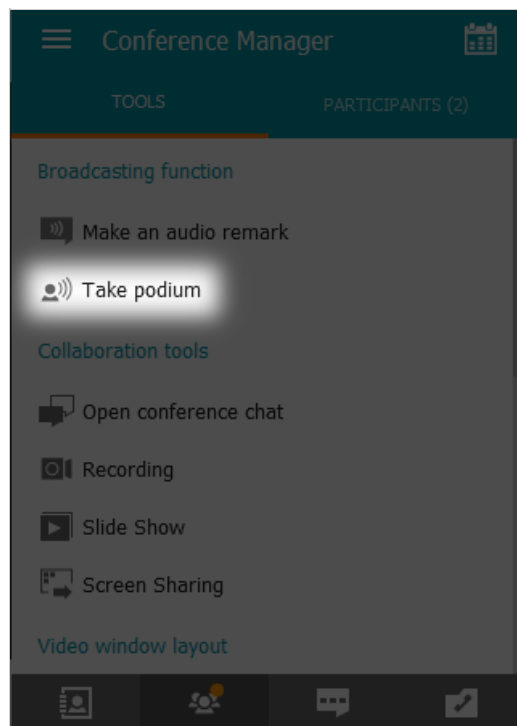 Conference Manager
TOOLS
PARTICIPANTS (2)
Broadcasting function
Make an audio remark
Take podium
Collaboration tools
Open conference chat
Recording
Slide Show
Screen Sharing
Video window layout